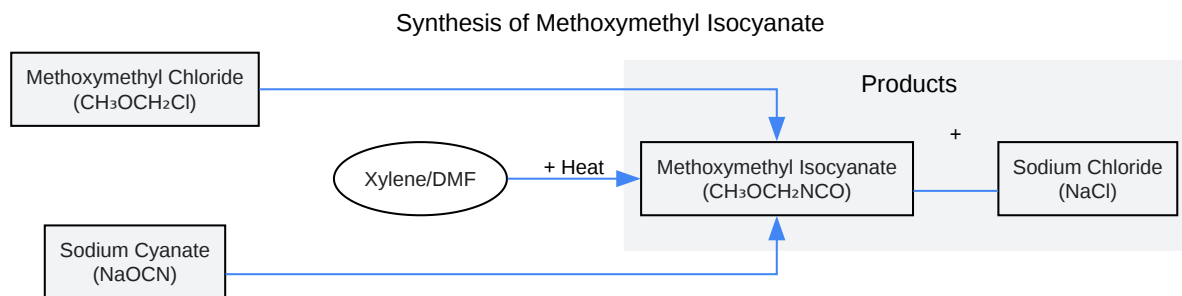 Synthesis of Methoxymethyl Isocyanate
Methoxymethyl Chloride
(CH₃OCH₂Cl)
Products
+
+ Heat
Xylene/DMF
Methoxymethyl Isocyanate
(CH₃OCH₂NCO)
Sodium Chloride
(NaCl)
Sodium Cyanate
(NaOCN)